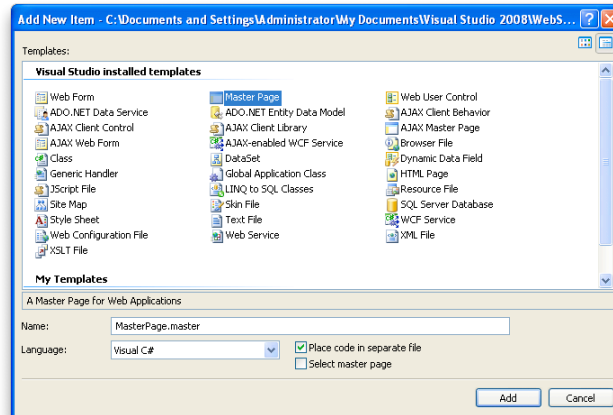 Add New Item - C:\Documents and Settings\Administrator\My Documents\Visual Studio 2008\WebS...
Templates:
Visual Studio installed templates
Web Form Master Page Web User Control
ADO.NET Data Service ADO.NET Entity Data Model AJAX Client Behavior
AJAX Client Control AJAX Client Library AJAX Master Page
AJAX Web Form AJAX-enabled WCF Service Browser File
Class DataSet Dynamic Data Field
Generic Handler Global Application Class HTML Page
JScript File LINQ to SQL Classes Resource File
Site Map Skin File SQL Server Database
Style Sheet Text File WCF Service
Web Configuration File Web Service XML File
XSLT File
My Templates
A Master Page for Web Applications
Name: MasterPage.master
Language: Visual C# Place code in separate file
Select master page
Add Cancel